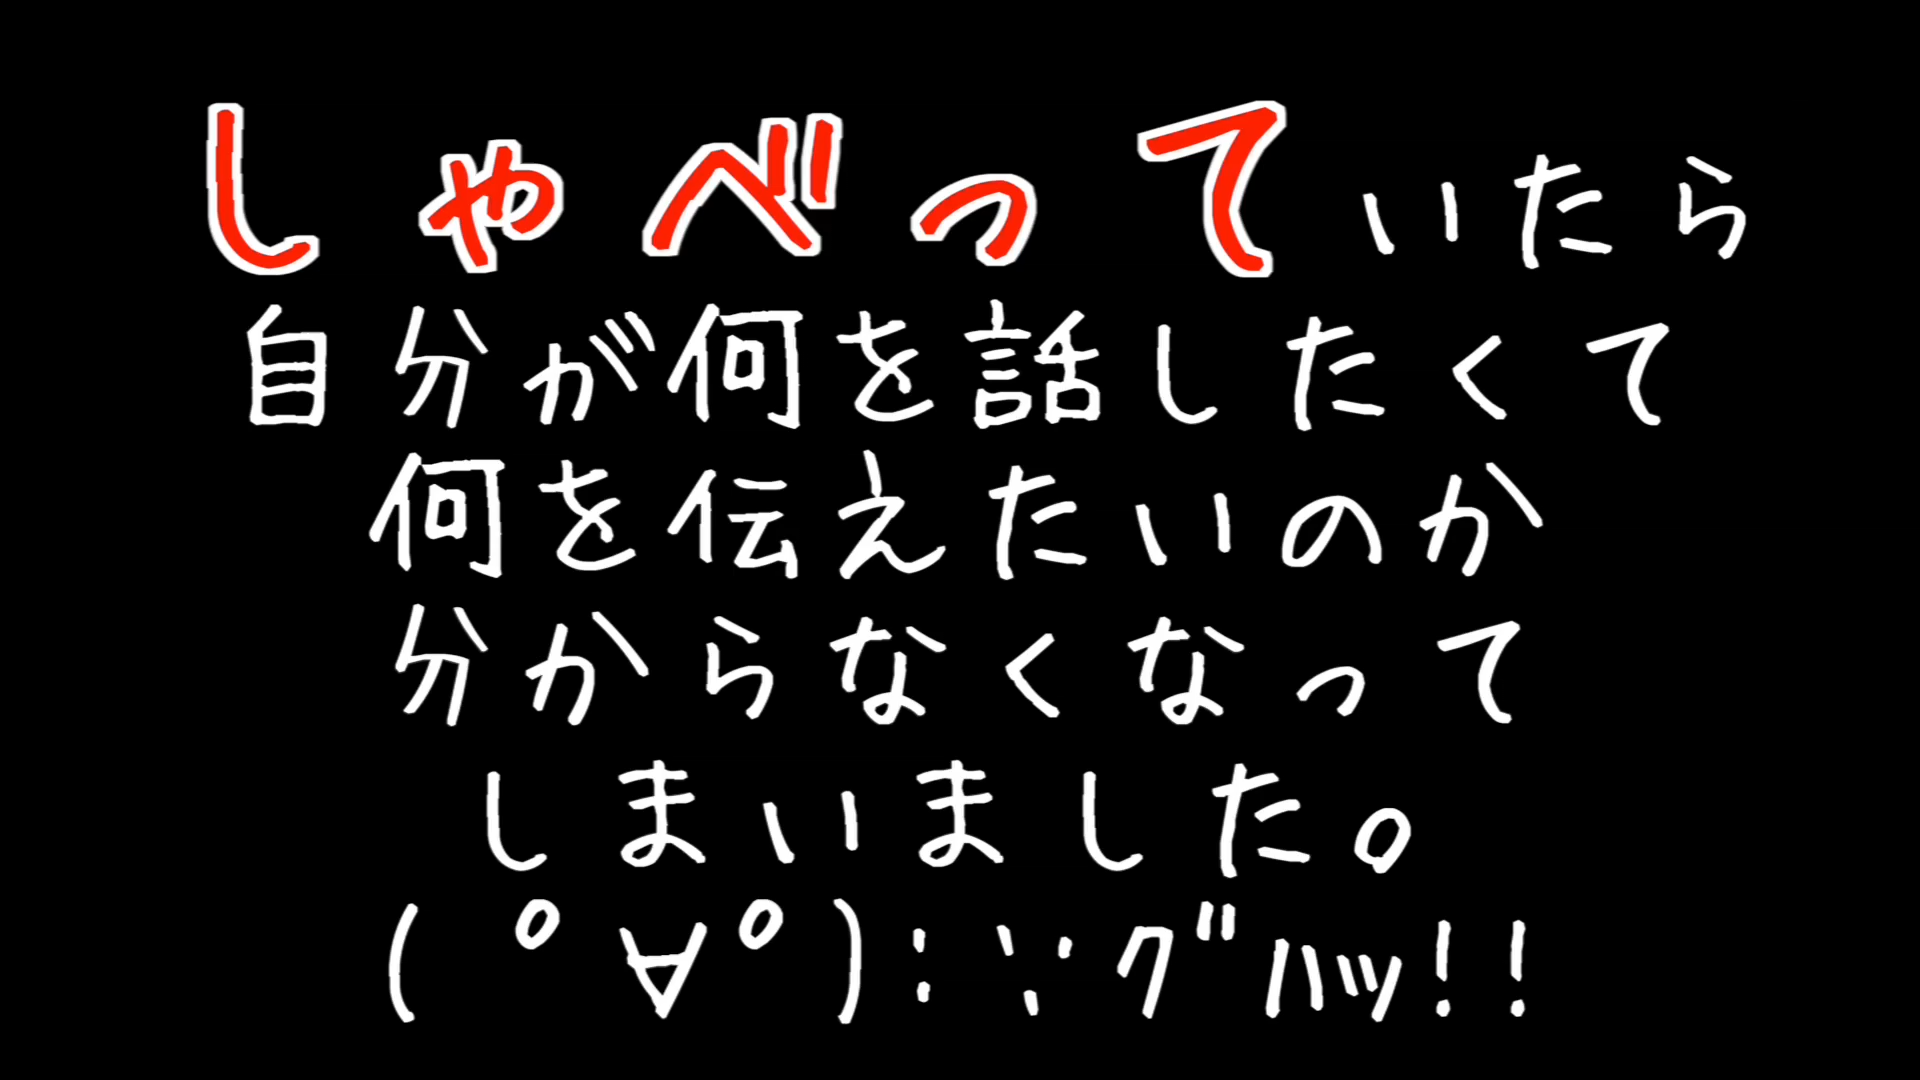 しゃべっていたら
自分が何を話したくて
何を伝えたいのか
分からなくなって
しまいました。
(ﾟ∀ﾟ):∵ｸﾞﾊｯ!!